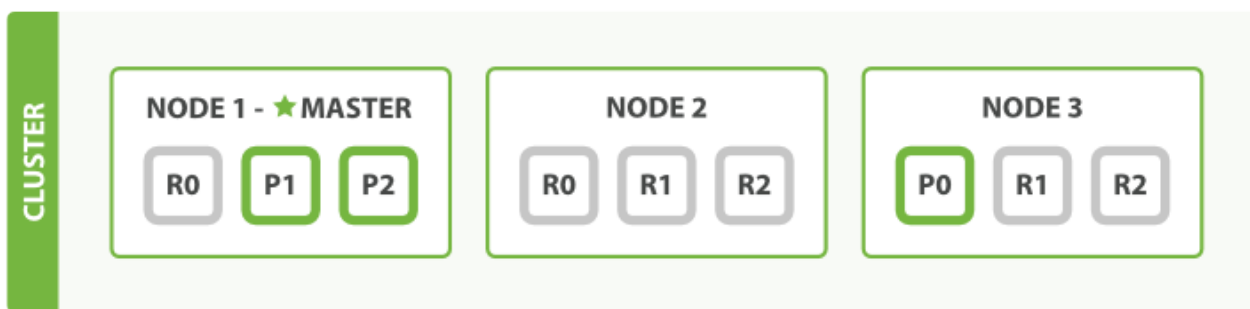 CLUSTER
NODE 1 - ★ MASTER
R0 P1 P2
NODE 2
R0 R1 R2
NODE 3
P0 R1 R2